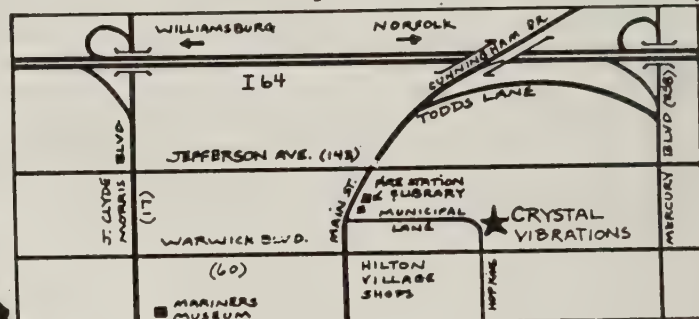 WILLIAMSBURG
NORFOLK
CUNNINGHAM DR.
I 64
TODDS LANE
J. CLYDE
MORRIS
BLVD
(17)
JEFFERSON AVE. (143)
MERCURY BLVD (258)
MAIN ST.
FIRE STATION
& LIBRARY
MUNICIPAL
LANE
CRYSTAL
VIBRATIONS
WARWICK BLVD.
(60)
HILTON
VILLAGE
SHOPS
HOPKINS
MARINERS
MUSEUM